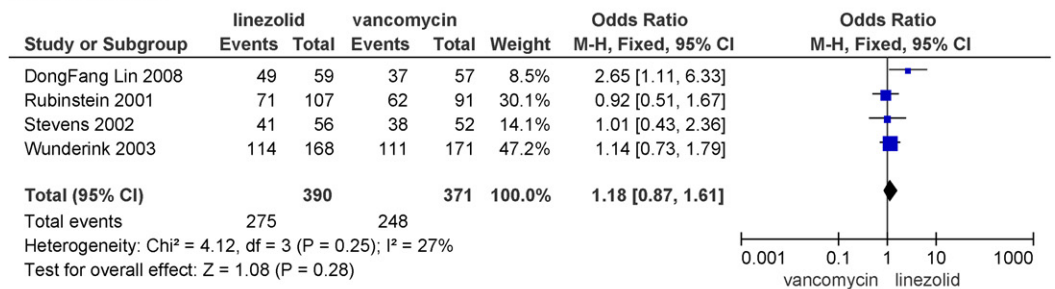 linezolid vancomycin Odds Ratio Odds Ratio
Study or Subgroup Events Total Events Total Weight M-H, Fixed, 95% CI M-H, Fixed, 95% CI
DongFang Lin 2008 49 59 37 57 8.5% 2.65 [1.11, 6.33]
Rubinstein 2001 71 107 62 91 30.1% 0.92 [0.51, 1.67]
Stevens 2002 41 56 38 52 14.1% 1.01 [0.43, 2.36]
Wunderink 2003 114 168 111 171 47.2% 1.14 [0.73, 1.79]
Total (95% CI) 390 371 100.0% 1.18 [0.87, 1.61]
Total events 275 248
Heterogeneity: Chi² = 4.12, df = 3 (P = 0.25); I² = 27%
Test for overall effect: Z = 1.08 (P = 0.28)
0.001 0.1 1 10 1000
vancomycin linezolid